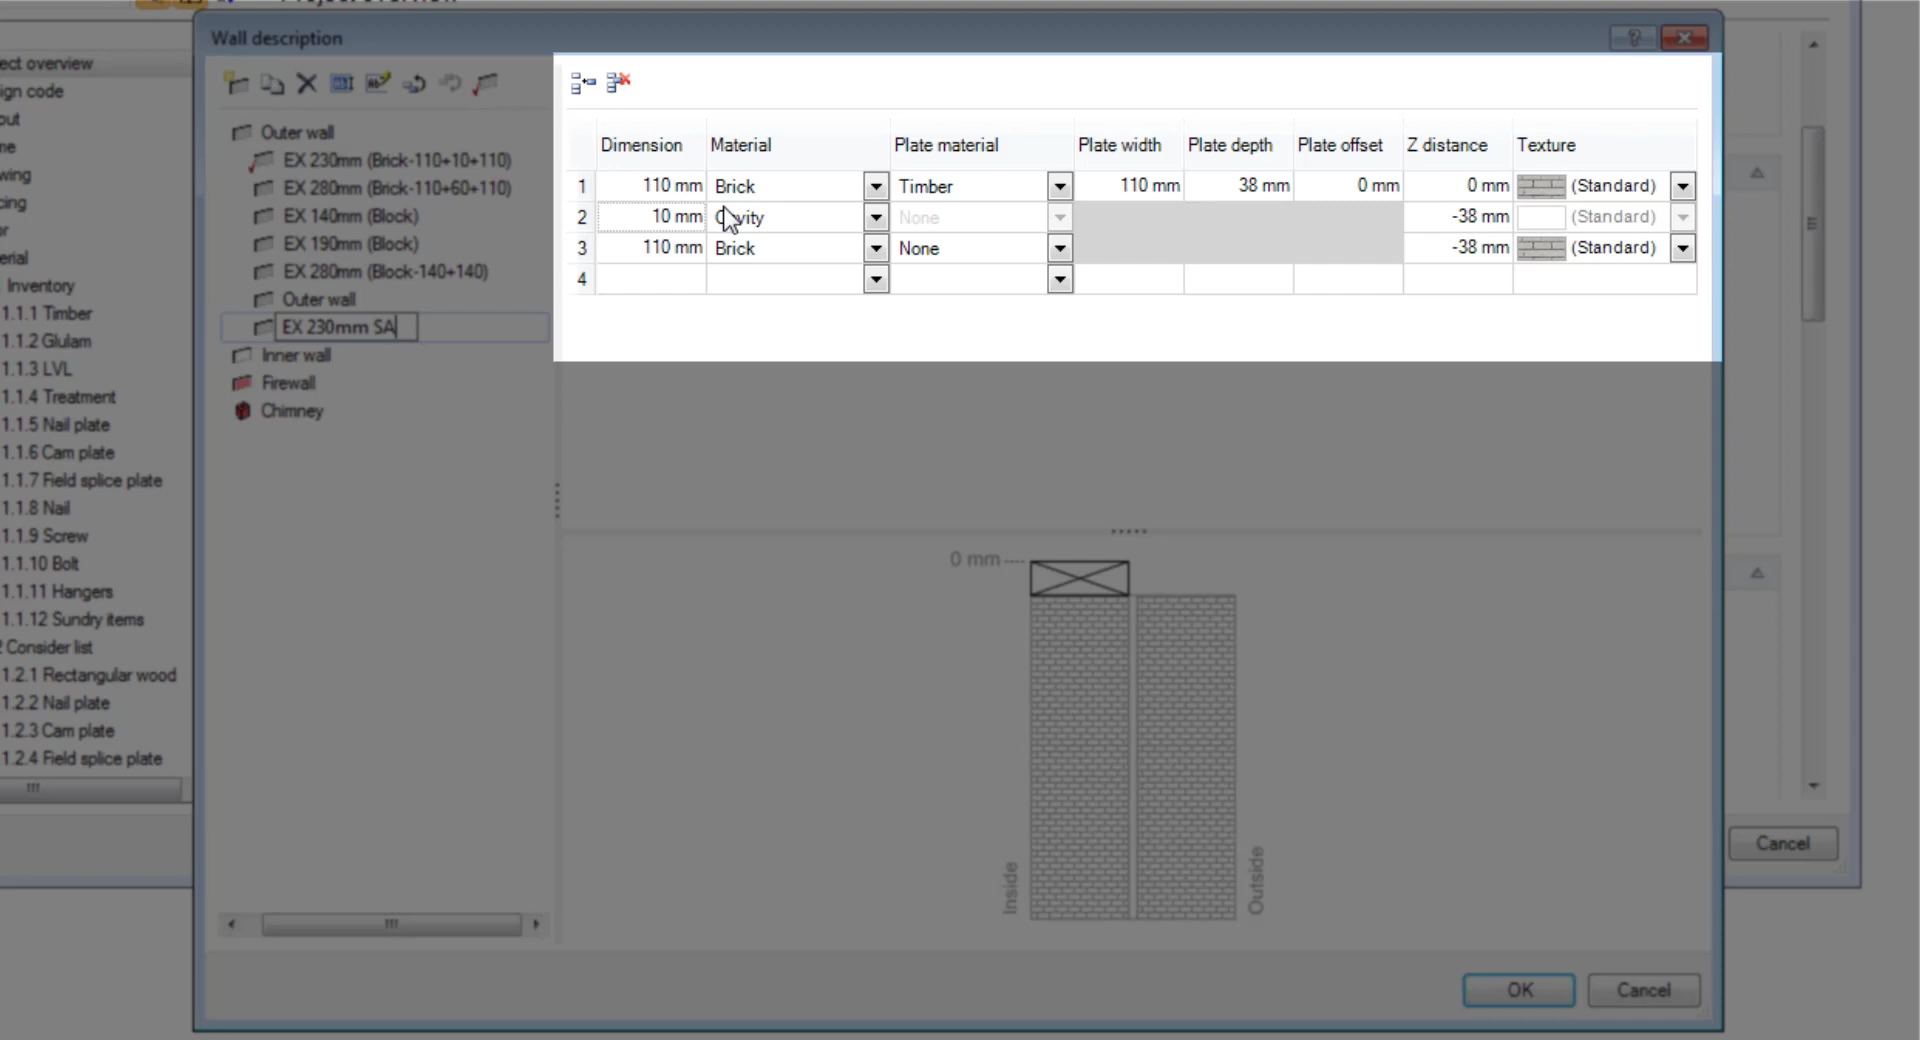 Wall description
ect overview
ign code
out
me
wing
cing
or
erial
Inventory
1.1.1 Timber
1.1.2 Glulam
1.1.3 LVL
1.1.4 Treatment
1.1.5 Nail plate
1.1.6 Cam plate
1.1.7 Field splice plate
1.1.8 Nail
1.1.9 Screw
1.1.10 Bolt
1.1.11 Hangers
1.1.12 Sundry items
2 Consider list
1.2.1 Rectangular wood
1.2.2 Nail plate
1.2.3 Cam plate
1.2.4 Field splice plate
Outer wall
EX 230mm (Brick-110+10+110)
EX 280mm (Brick-110+60+110)
EX 140mm (Block)
EX 190mm (Block)
EX 280mm (Block-140+140)
Outer wall
EX 230mm SA
Inner wall
Firewall
Chimney
Dimension Material Plate material Plate width Plate depth Plate offset Z distance Texture
1 110 mm Brick Timber 110 mm 38 mm 0 mm 0 mm (Standard)
2 10 mm Cavity None -38 mm (Standard)
3 110 mm Brick None -38 mm (Standard)
4
0 mm
Inside
Outside
OK
Cancel
Cancel